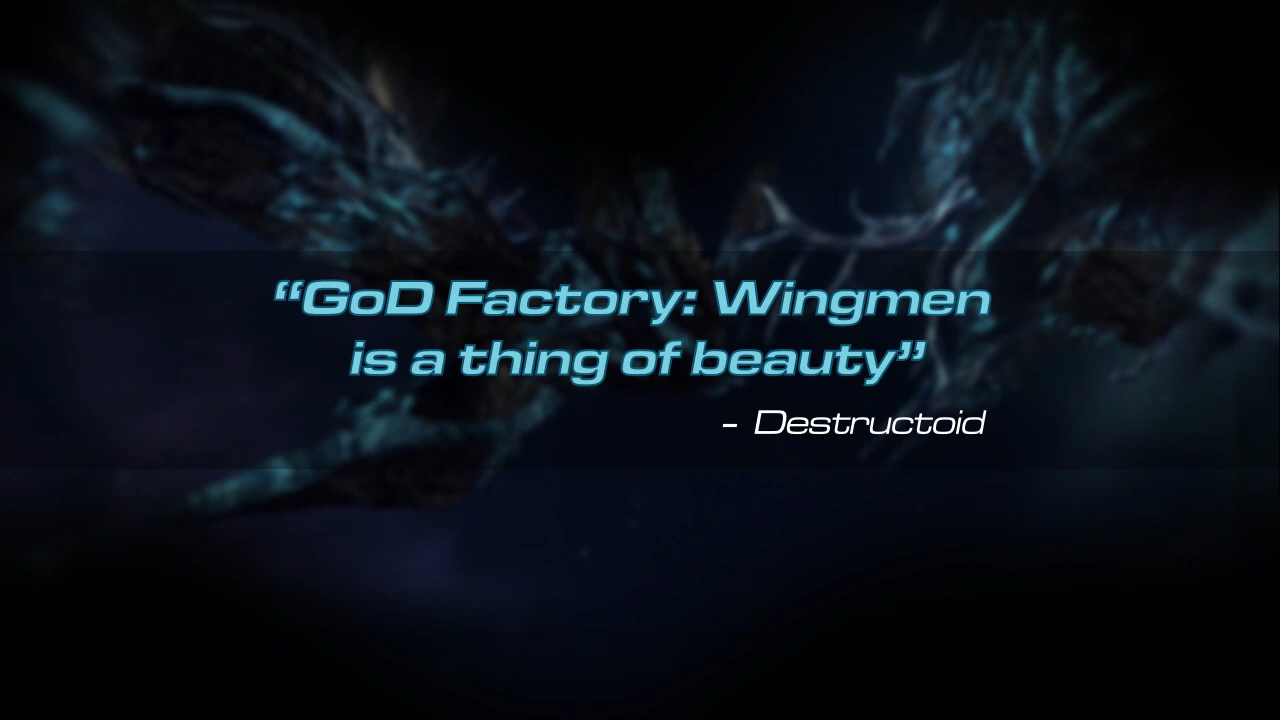 “GoD Factory: Wingmen
is a thing of beauty”
- Destructoid